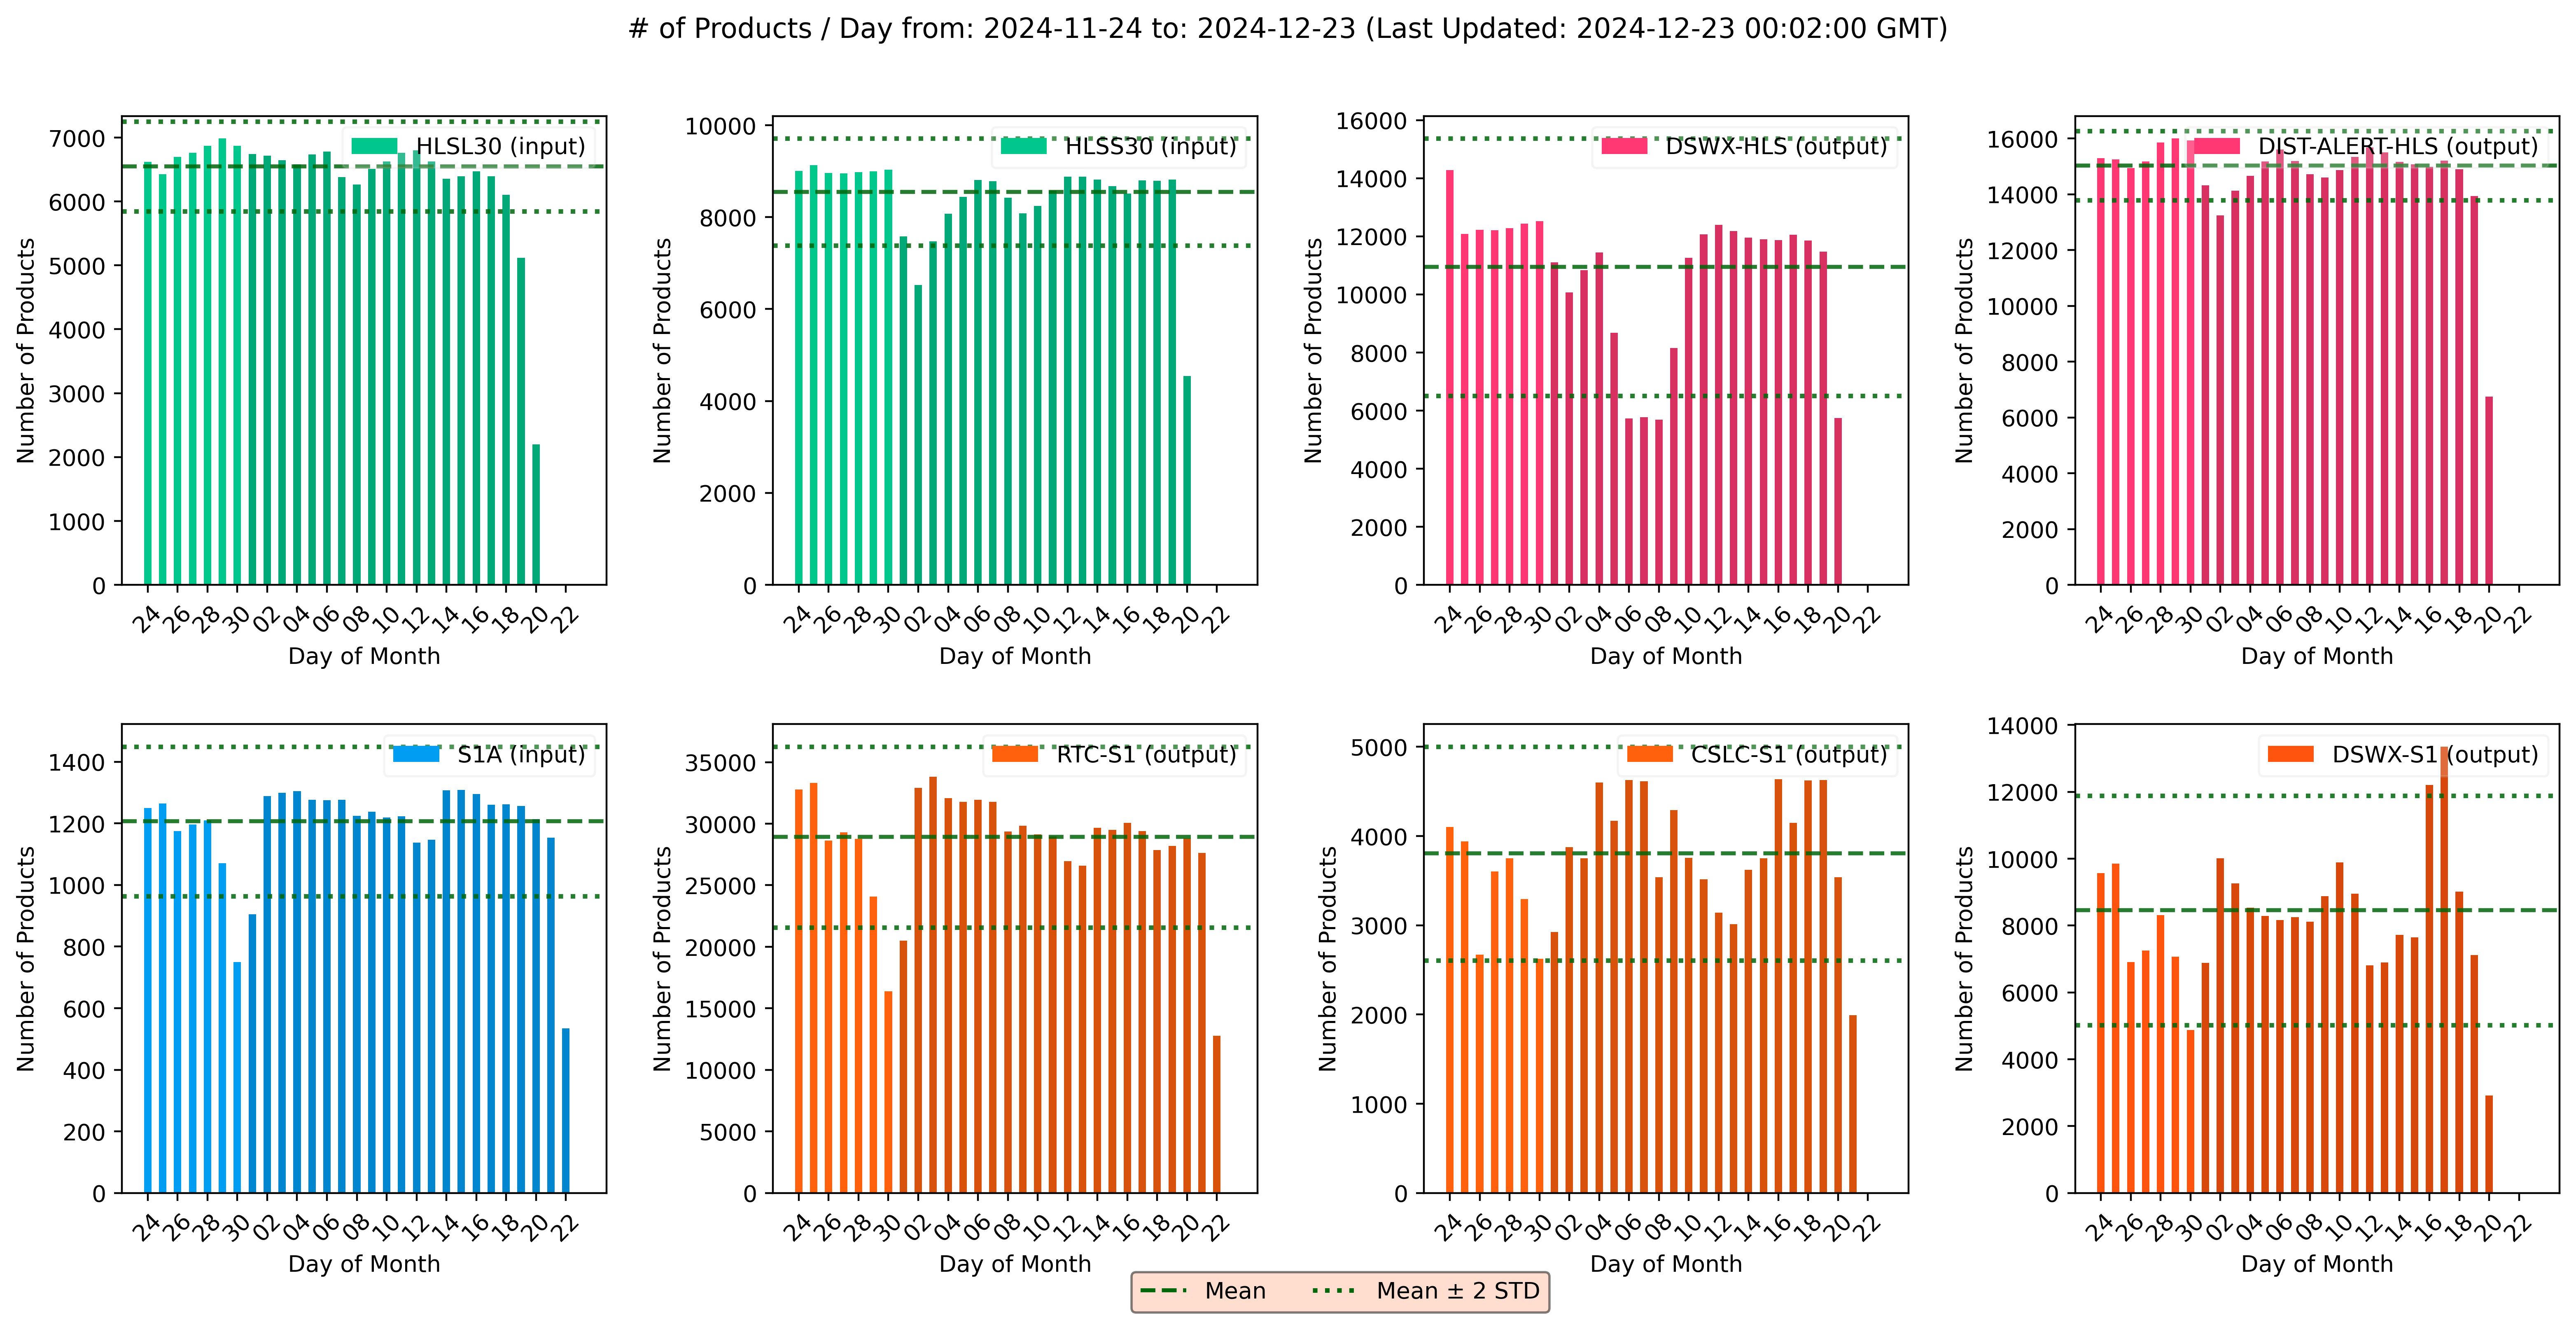 # of Products / Day from: 2024-11-24 to: 2024-12-23 (Last Updated: 2024-12-23 00:02:00 GMT)
HLSL30 (input)
Number of Products
7000
6000
5000
4000
3000
2000
1000
0
24 26 28 30 02 04 06 08 10 12 14 16 18 20 22
Day of Month
HLSS30 (input)
Number of Products
10000
8000
6000
4000
2000
0
24 26 28 30 02 04 06 08 10 12 14 16 18 20 22
Day of Month
DSWX-HLS (output)
Number of Products
16000
14000
12000
10000
8000
6000
4000
2000
0
24 26 28 30 02 04 06 08 10 12 14 16 18 20 22
Day of Month
DIST-ALERT-HLS (output)
Number of Products
16000
14000
12000
10000
8000
6000
4000
2000
0
24 26 28 30 02 04 06 08 10 12 14 16 18 20 22
Day of Month
S1A (input)
Number of Products
1400
1200
1000
800
600
400
200
0
24 26 28 30 02 04 06 08 10 12 14 16 18 20 22
Day of Month
RTC-S1 (output)
Number of Products
35000
30000
25000
20000
15000
10000
5000
0
24 26 28 30 02 04 06 08 10 12 14 16 18 20 22
Day of Month
CSLC-S1 (output)
Number of Products
5000
4000
3000
2000
1000
0
24 26 28 30 02 04 06 08 10 12 14 16 18 20 22
Day of Month
DSWX-S1 (output)
Number of Products
14000
12000
10000
8000
6000
4000
2000
0
24 26 28 30 02 04 06 08 10 12 14 16 18 20 22
Day of Month
Mean Mean ± 2 STD